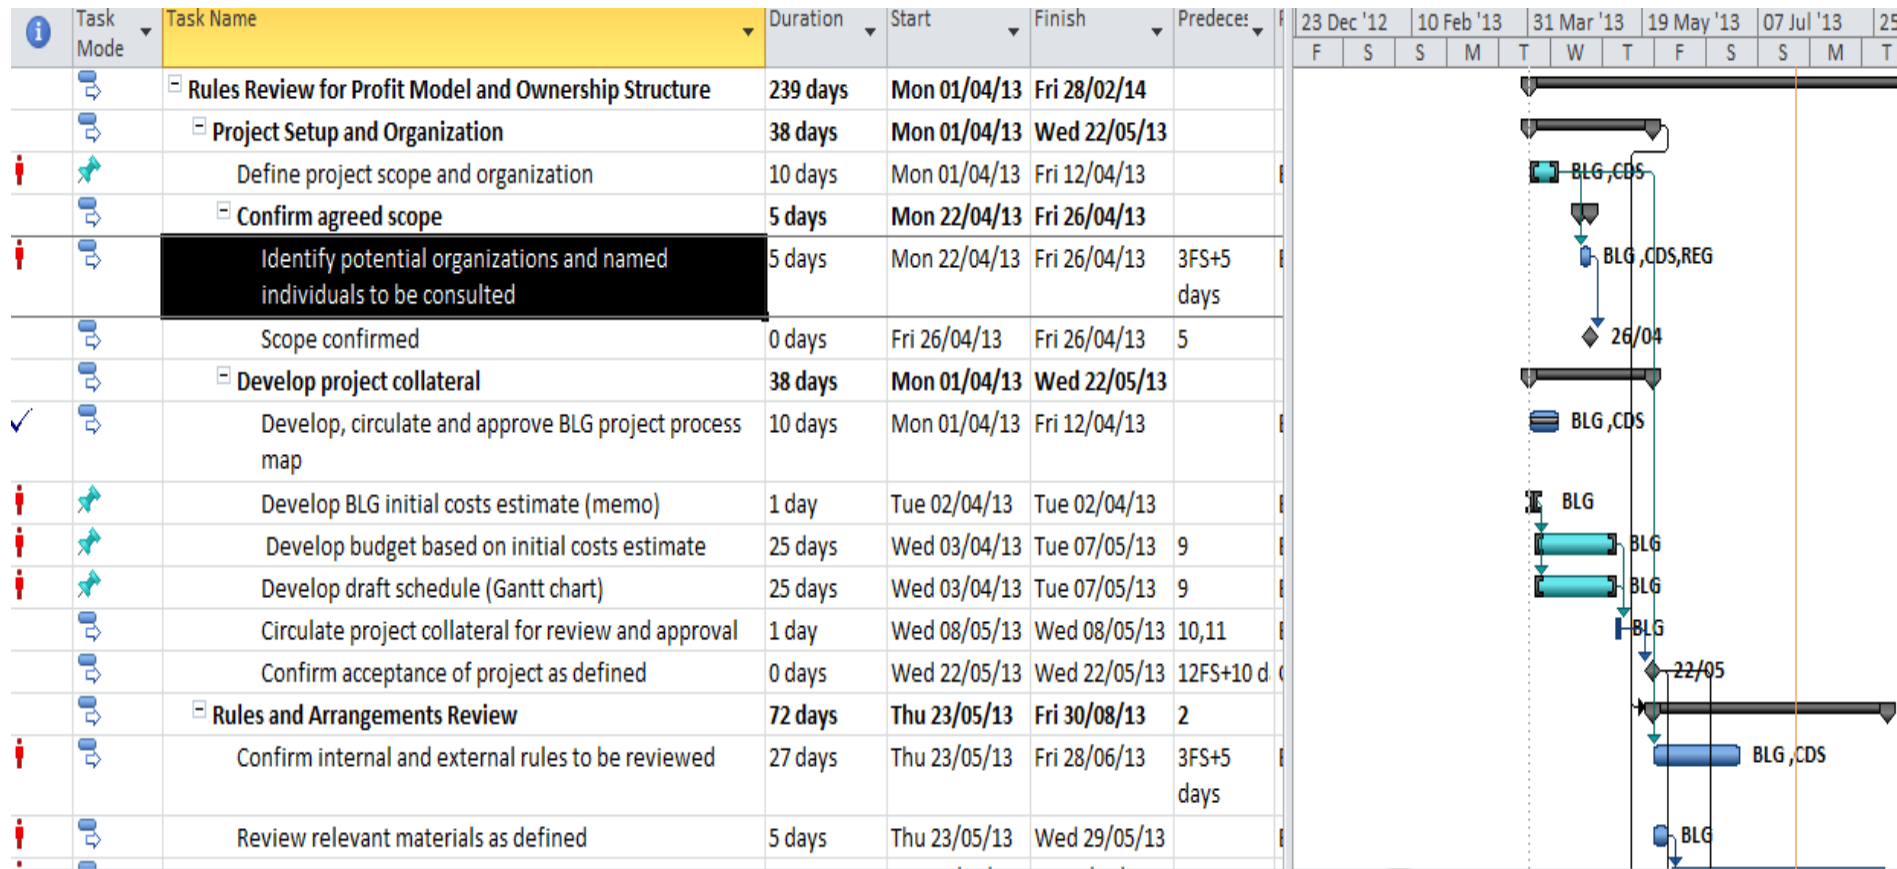 Task Mode Task Name Duration Start Finish Predeces 23 Dec '12 10 Feb '13 31 Mar '13 19 May '13 07 Jul '13 25
F S S M T W T F S S M T
Rules Review for Profit Model and Ownership Structure 239 days Mon 01/04/13 Fri 28/02/14
Project Setup and Organization 38 days Mon 01/04/13 Wed 22/05/13
Define project scope and organization 10 days Mon 01/04/13 Fri 12/04/13 BLG ,CDS
Confirm agreed scope 5 days Mon 22/04/13 Fri 26/04/13
Identify potential organizations and named 5 days Mon 22/04/13 Fri 26/04/13 3FS+5 BLG ,CDS,REG
individuals to be consulted days
Scope confirmed 0 days Fri 26/04/13 Fri 26/04/13 5 26/04
Develop project collateral 38 days Mon 01/04/13 Wed 22/05/13
Develop, circulate and approve BLG project process 10 days Mon 01/04/13 Fri 12/04/13 BLG ,CDS
map
Develop BLG initial costs estimate (memo) 1 day Tue 02/04/13 Tue 02/04/13 BLG
Develop budget based on initial costs estimate 25 days Wed 03/04/13 Tue 07/05/13 9 BLG
Develop draft schedule (Gantt chart) 25 days Wed 03/04/13 Tue 07/05/13 9 BLG
Circulate project collateral for review and approval 1 day Wed 08/05/13 Wed 08/05/13 10,11 BLG
Confirm acceptance of project as defined 0 days Wed 22/05/13 Wed 22/05/13 12FS+10 d 22/05
Rules and Arrangements Review 72 days Thu 23/05/13 Fri 30/08/13 2
Confirm internal and external rules to be reviewed 27 days Thu 23/05/13 Fri 28/06/13 3FS+5 BLG ,CDS
days
Review relevant materials as defined 5 days Thu 23/05/13 Wed 29/05/13 BLG